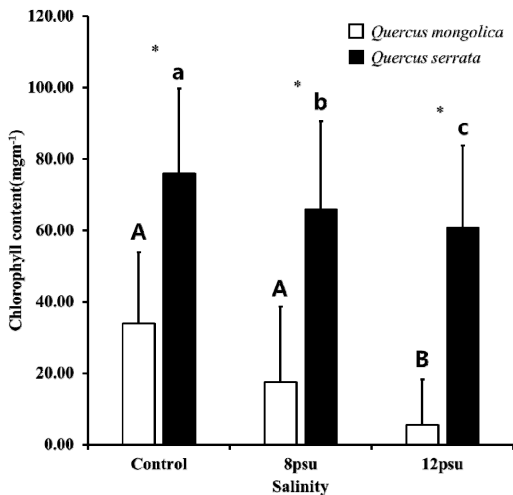 120.00
100.00
80.00
60.00
40.00
20.00
0.00
Chlorophyll content(mgm⁻¹)
Quercus mongolica
Quercus serrata
*
a
A
*
b
A
*
c
B
Control
8psu
12psu
Salinity